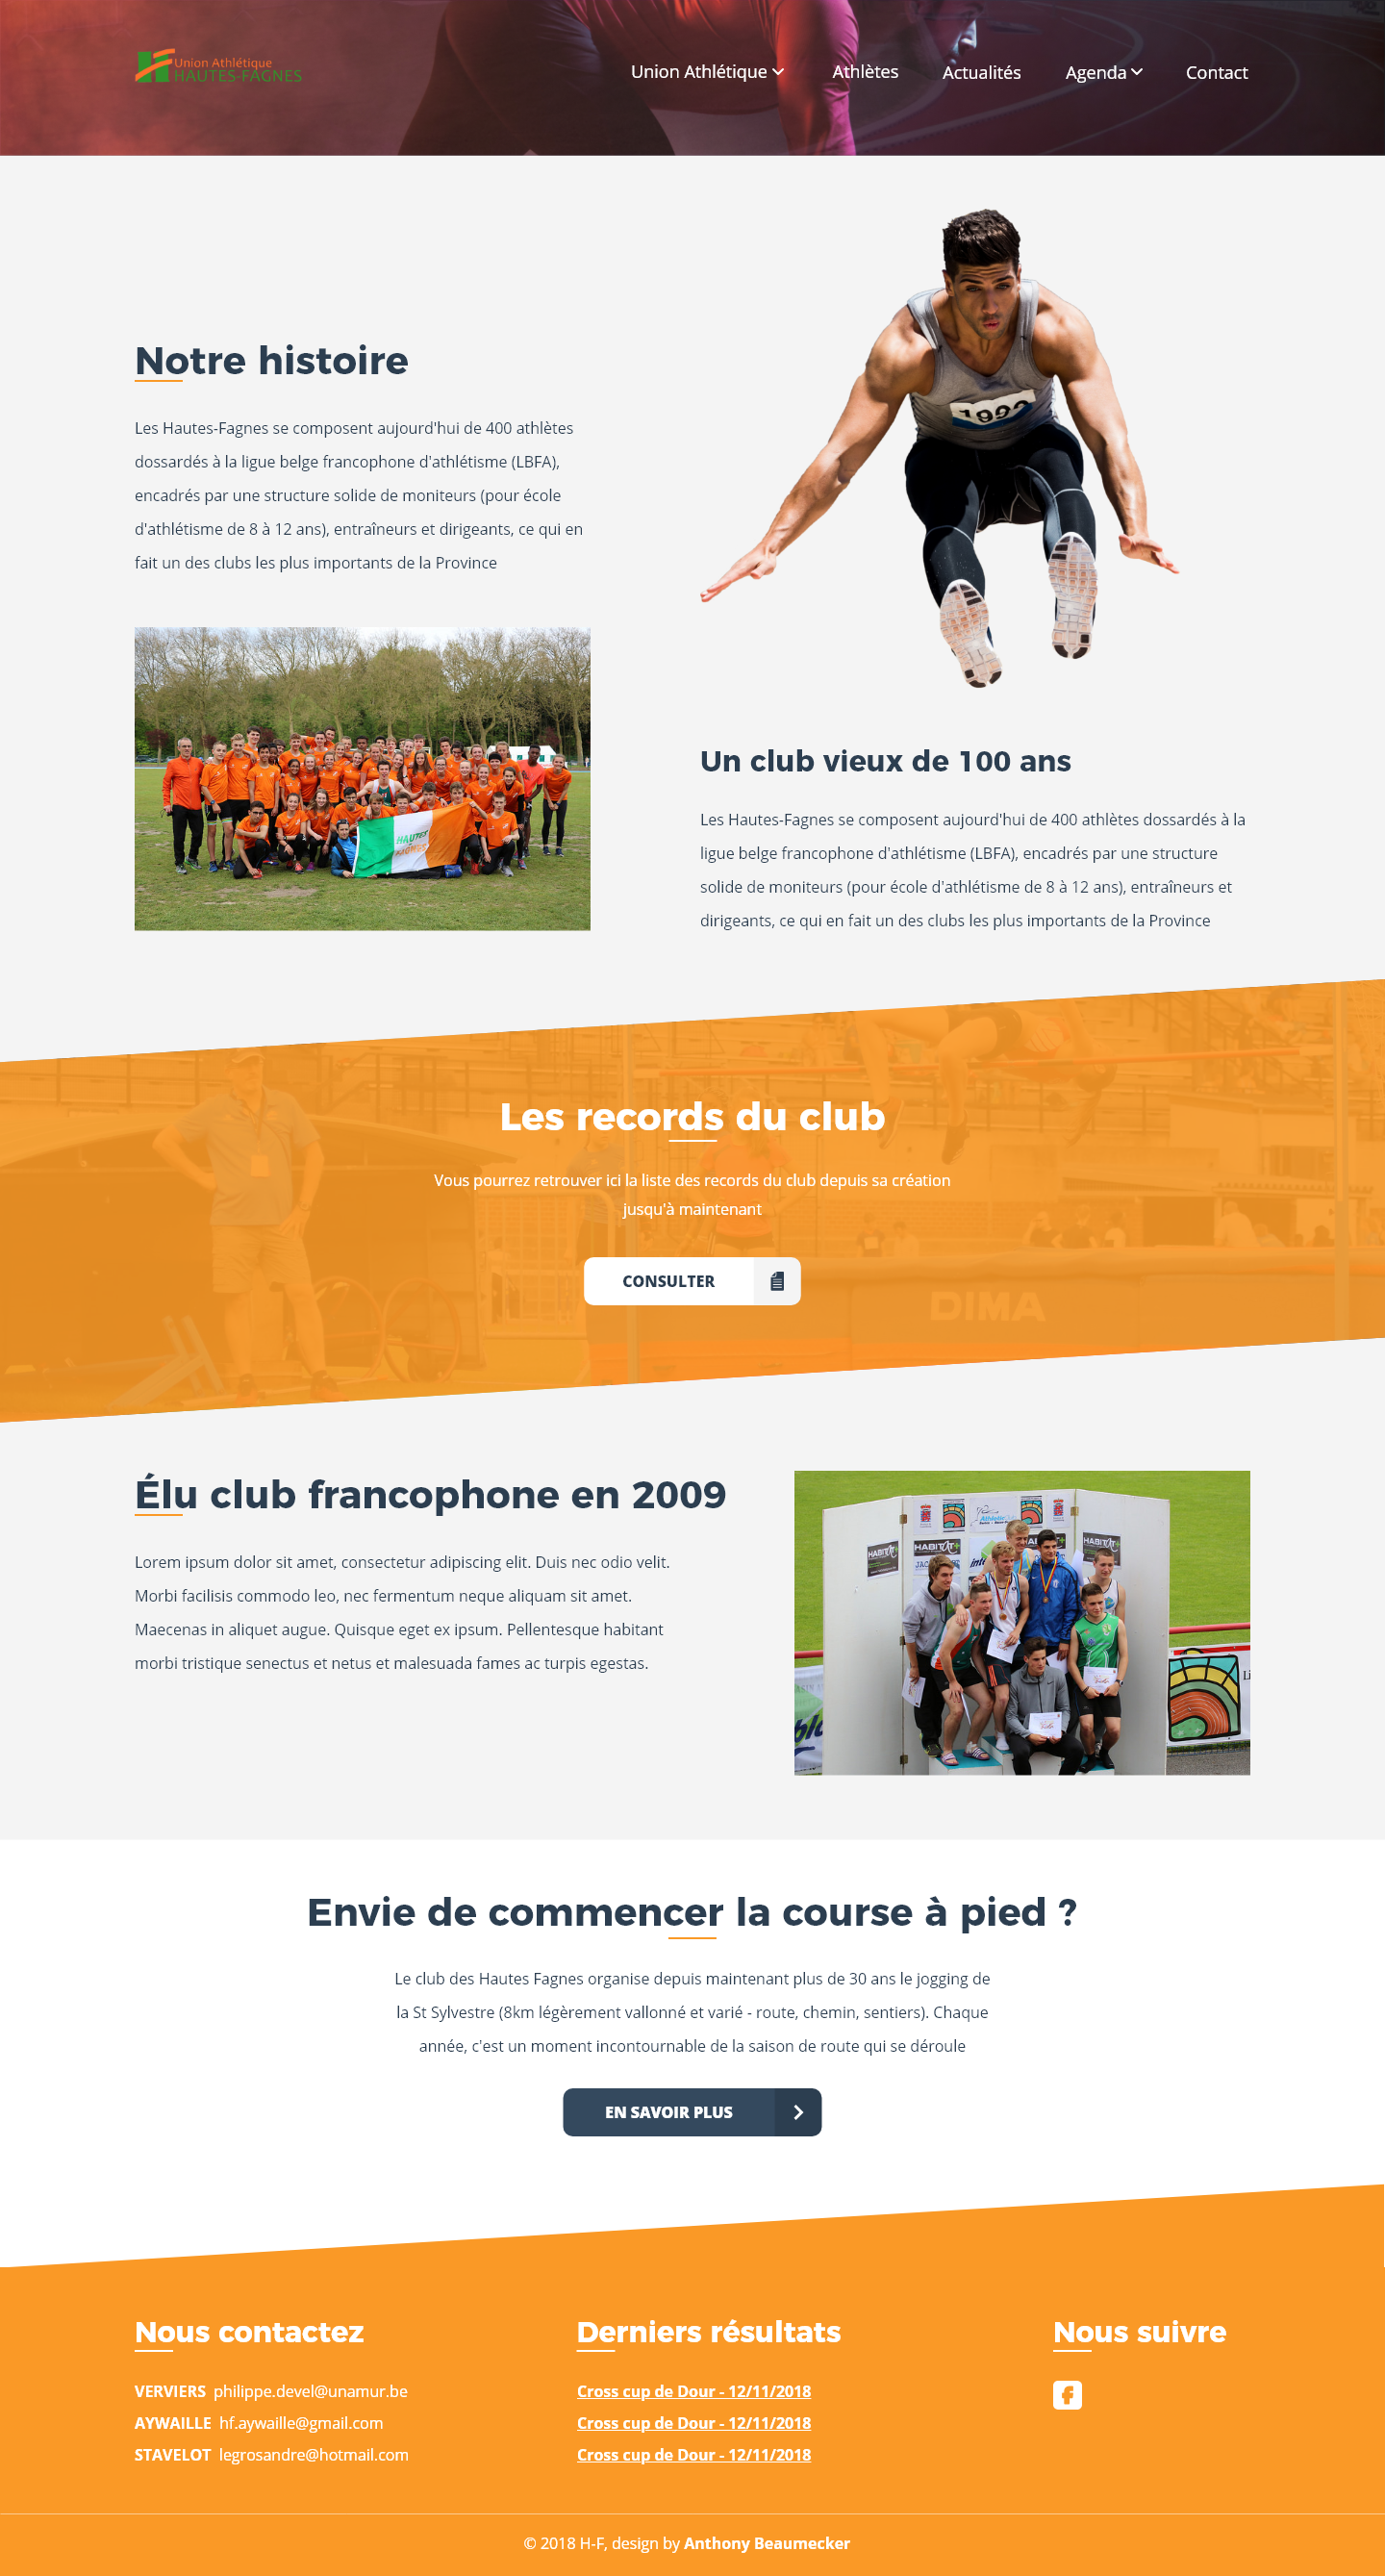 Union Athlétique
HAUTES-FAGNES
Union Athlétique
Athlètes
Actualités
Agenda
Contact
1992
Notre histoire
Les Hautes-Fagnes se composent aujourd'hui de 400 athlètes
dossardés à la ligue belge francophone d'athlétisme (LBFA),
encadrés par une structure solide de moniteurs (pour école
d'athlétisme de 8 à 12 ans), entraîneurs et dirigeants, ce qui en
fait un des clubs les plus importants de la Province
HAUTES
FAGNES
Un club vieux de 100 ans
Les Hautes-Fagnes se composent aujourd'hui de 400 athlètes dossardés à la
ligue belge francophone d'athlétisme (LBFA), encadrés par une structure
solide de moniteurs (pour école d'athlétisme de 8 à 12 ans), entraîneurs et
dirigeants, ce qui en fait un des clubs les plus importants de la Province
Les records du club
Vous pourrez retrouver ici la liste des records du club depuis sa création
jusqu'à maintenant
CONSULTER
DIMA
Élu club francophone en 2009
Lorem ipsum dolor sit amet, consectetur adipiscing elit. Duis nec odio velit.
Morbi facilisis commodo leo, nec fermentum neque aliquam sit amet.
Maecenas in aliquet augue. Quisque eget ex ipsum. Pellentesque habitant
morbi tristique senectus et netus et malesuada fames ac turpis egestas.
HABITAT+
HABITAT+
HABITAT+
Envie de commencer la course à pied ?
Le club des Hautes Fagnes organise depuis maintenant plus de 30 ans le jogging de
la St Sylvestre (8km légèrement vallonné et varié - route, chemin, sentiers). Chaque
année, c'est un moment incontournable de la saison de route qui se déroule
EN SAVOIR PLUS
Nous contactez
VERVIERS philippe.devel@unamur.be
AYWAILLE hf.aywaille@gmail.com
STAVELOT legrosandre@hotmail.com
Derniers résultats
Cross cup de Dour - 12/11/2018
Cross cup de Dour - 12/11/2018
Cross cup de Dour - 12/11/2018
Nous suivre
© 2018 H-F, design by Anthony Beaumecker